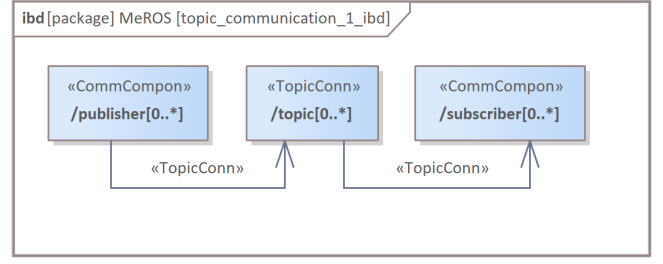 ibd [package] MeROS [topic_communication_1_ibd]
«CommCompon»
/publisher[0..*]
«TopicConn»
/topic[0..*]
«CommCompon»
/subscriber[0..*]
«TopicConn»
«TopicConn»